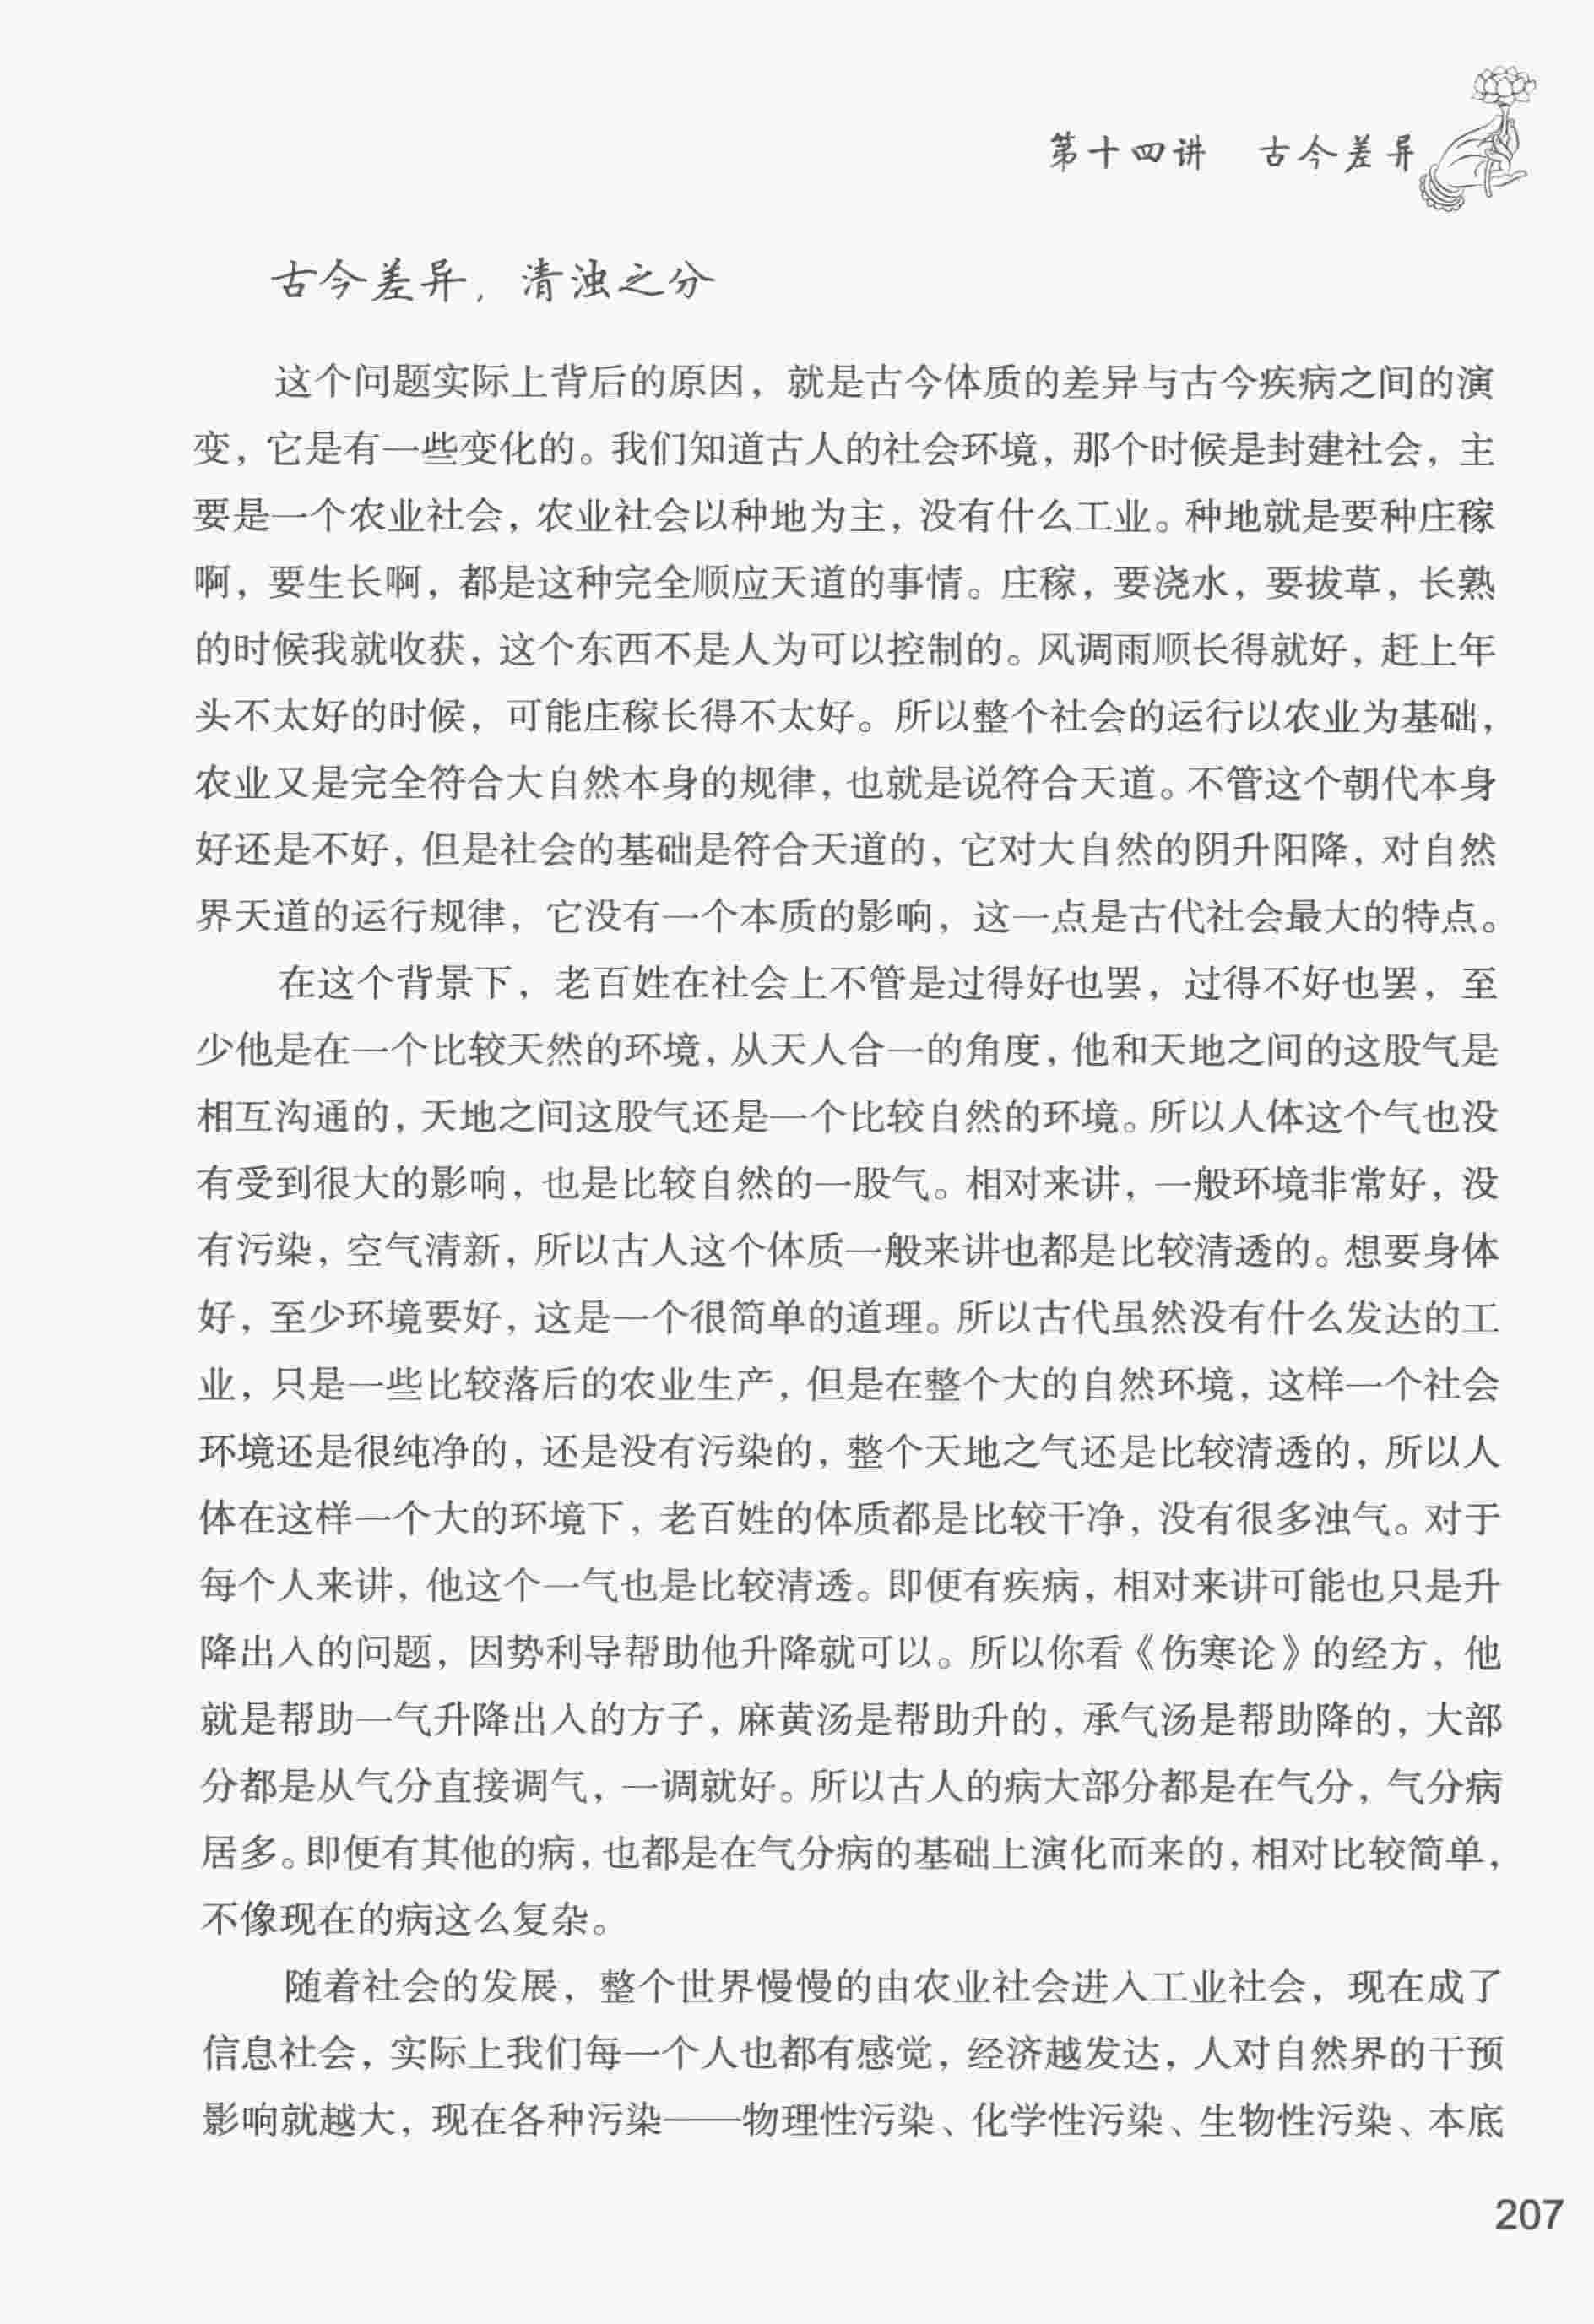 第十四讲 古今差异
古今差异，清浊之分
这个问题实际上背后的原因，就是古今体质的差异与古今疾病之间的演
变，它是有一些变化的。我们知道古人的社会环境，那个时候是封建社会，主
要是一个农业社会，农业社会以种地为主，没有什么工业。种地就是要种庄稼
啊，要生长啊，都是这种完全顺应天道的事情。庄稼，要浇水，要拔草，长熟
的时候我就收获，这个东西不是人为可以控制的。风调雨顺长得就好，赶上年
头不太好的时候，可能庄稼长得不太好。所以整个社会的运行以农业为基础，
农业又是完全符合大自然本身的规律，也就是说符合天道。不管这个朝代本身
好还是不好，但是社会的基础是符合天道的，它对大自然的阴升阳降，对自然
界天道的运行规律，它没有一个本质的影响，这一点是古代社会最大的特点。
在这个背景下，老百姓在社会上不管是过得好也罢，过得不好也罢，至
少他是在一个比较天然的环境，从天人合一的角度，他和天地之间的这股气是
相互沟通的，天地之间这股气还是一个比较自然的环境。所以人体这个气也没
有受到很大的影响，也是比较自然的一股气。相对来讲，一般环境非常好，没
有污染，空气清新，所以古人这个体质一般来讲也都是比较清透的。想要身体
好，至少环境要好，这是一个很简单的道理。所以古代虽然没有什么发达的工
业，只是一些比较落后的农业生产，但是在整个大的自然环境，这样一个社会
环境还是很纯净的，还是没有污染的，整个天地之气还是比较清透的，所以人
体在这样一个大的环境下，老百姓的体质都是比较干净，没有很多浊气。对于
每个人来讲，他这个一气也是比较清透。即便有疾病，相对来讲可能也只是升
降出入的问题，因势利导帮助他升降就可以。所以你看《伤寒论》的经方，他
就是帮助一气升降出入的方子，麻黄汤是帮助升的，承气汤是帮助降的，大部
分都是从气分直接调气，一调就好。所以古人的病大部分都是在气分，气分病
居多。即便有其他的病，也都是在气分病的基础上演化而来的，相对比较简单，
不像现在的病这么复杂。
随着社会的发展，整个世界慢慢的由农业社会进入工业社会，现在成了
信息社会，实际上我们每一个人也都有感觉，经济越发达，人对自然界的干预
影响就越大，现在各种污染——物理性污染、化学性污染、生物性污染、本底
207